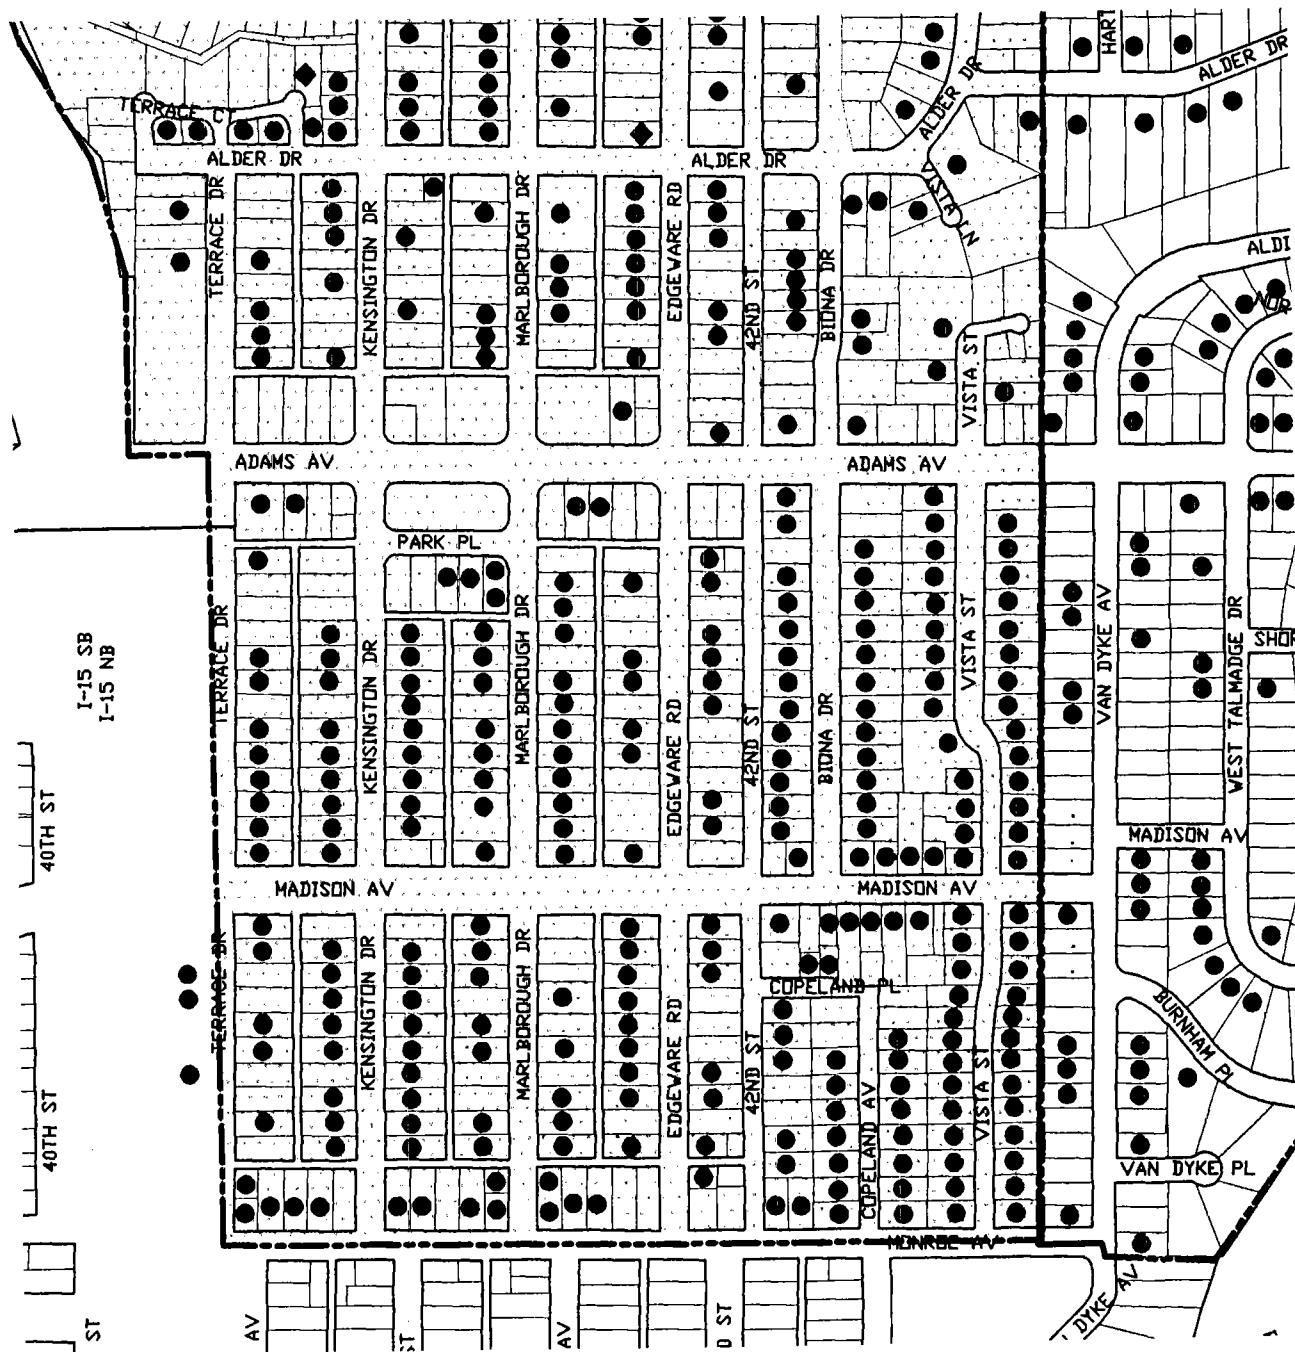 HART
ALDER DR
ALDER DR
TERRACE CT
ALDER DR
ALDER DR
VISTA LN
TERRACE DR
KENSINGTON DR
MARLBOROUGH DR
EDGEWARE RD
42ND ST
BIONA DR
ALDI
NOR
VISTA ST
ADAMS AV
ADAMS AV
PARK PL
I-15 SB
I-15 NB
TERRACE DR
KENSINGTON DR
MARLBOROUGH DR
EDGEWARE RD
42ND ST
BIONA DR
VISTA ST
VAN DYKE AV
WEST TALMADGE DR
SHOR
40TH ST
MADISON AV
MADISON AV
MADISON AV
TERRACE DR
KENSINGTON DR
MARLBOROUGH DR
EDGEWARE RD
42ND ST
COPELAND PL
COPELAND AV
VISTA ST
BURNHAM PL
40TH ST
VAN DYKE PL
MONROE AV
DYKE AV
ST
AV
ST
AV
D ST